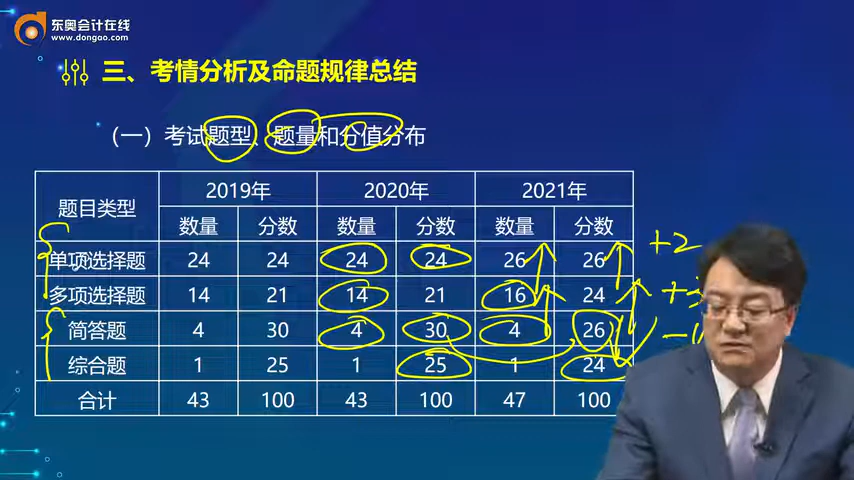 东奥会计在线
www.dongao.com
三、考情分析及命题规律总结
（一）考试题型、题量和分值分布
题目类型 2019年 2020年 2021年
数量 分数 数量 分数 数量 分数
单项选择题 24 24 24 24 26 26
多项选择题 14 21 14 21 16 24
简答题 4 30 4 30 4 26
综合题 1 25 1 25 1 24
合计 43 100 43 100 47 100
+2